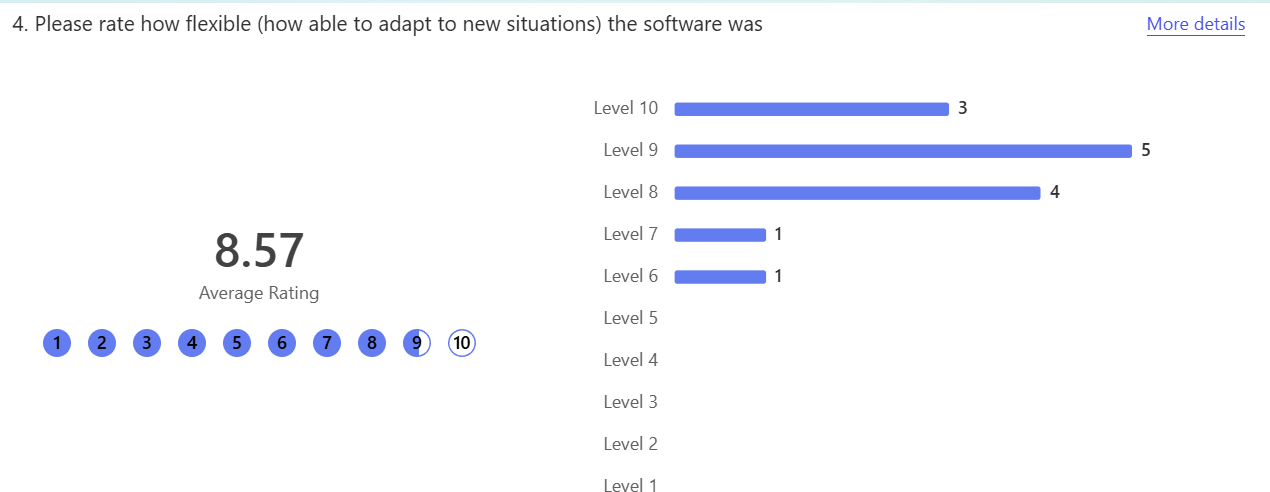 4. Please rate how flexible (how able to adapt to new situations) the software was
More details
8.57
Average Rating
1 2 3 4 5 6 7 8 9 10
Level 10 3
Level 9 5
Level 8 4
Level 7 1
Level 6 1
Level 5
Level 4
Level 3
Level 2
Level 1